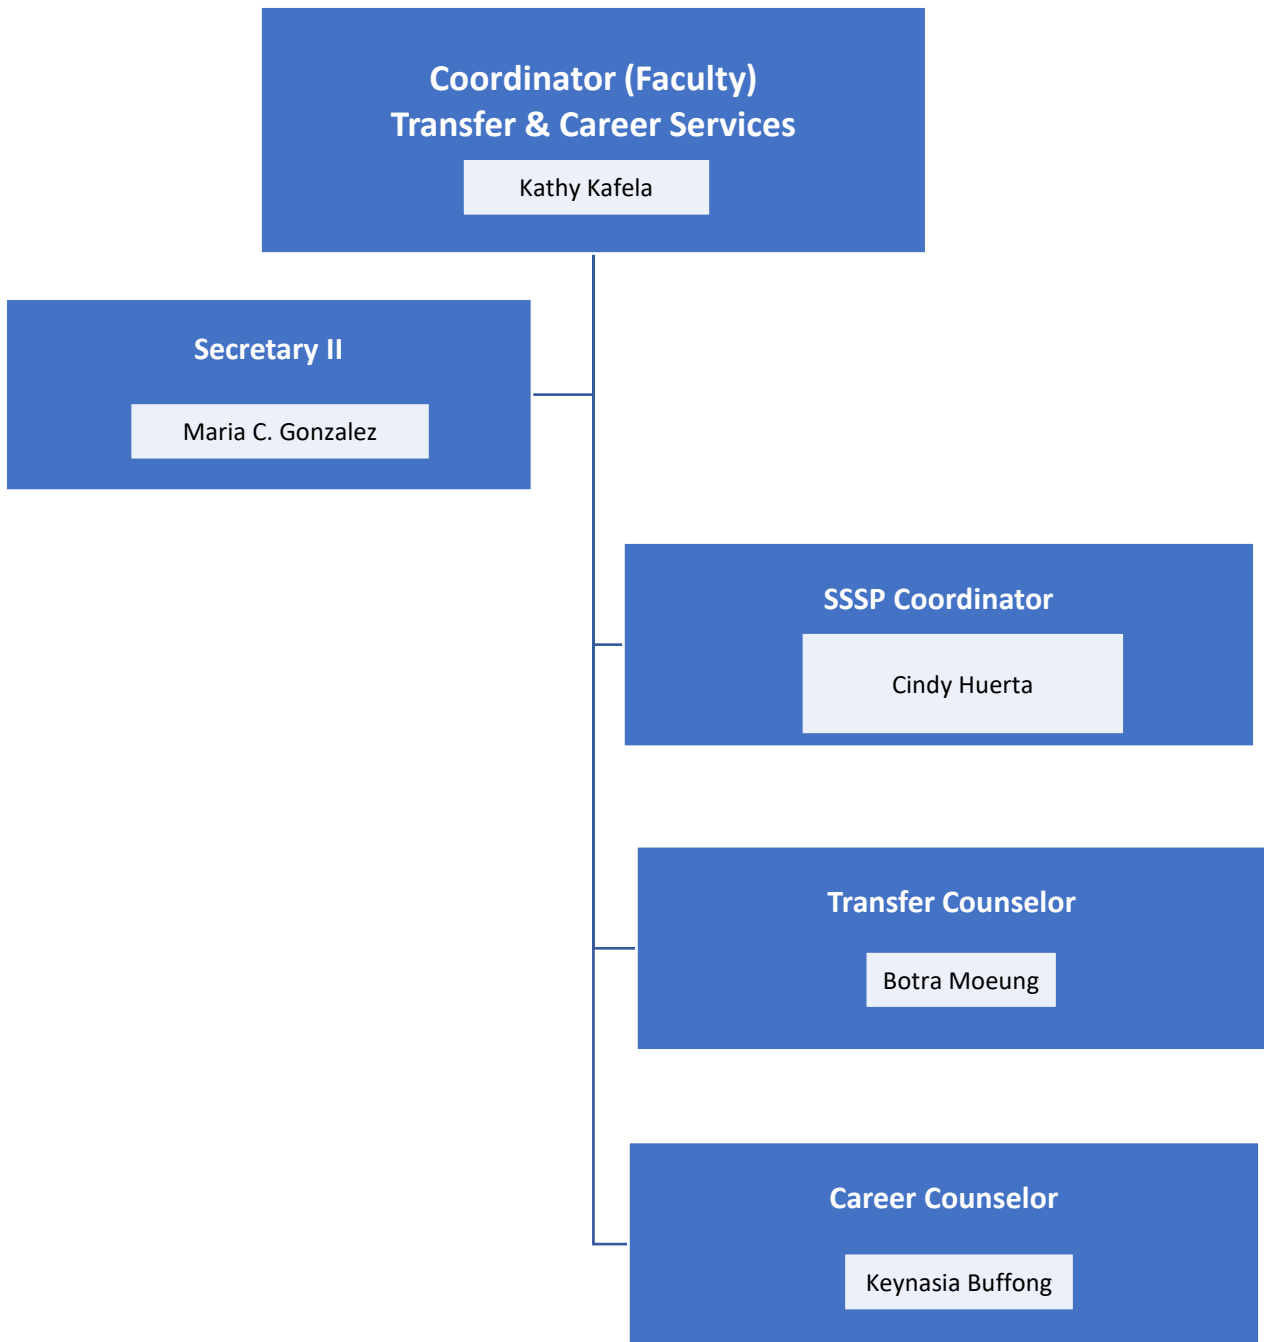 Coordinator (Faculty)
Transfer & Career Services
Kathy Kafela
Secretary II
Maria C. Gonzalez
SSSP Coordinator
Cindy Huerta
Transfer Counselor
Botra Moeung
Career Counselor
Keynasia Buffong